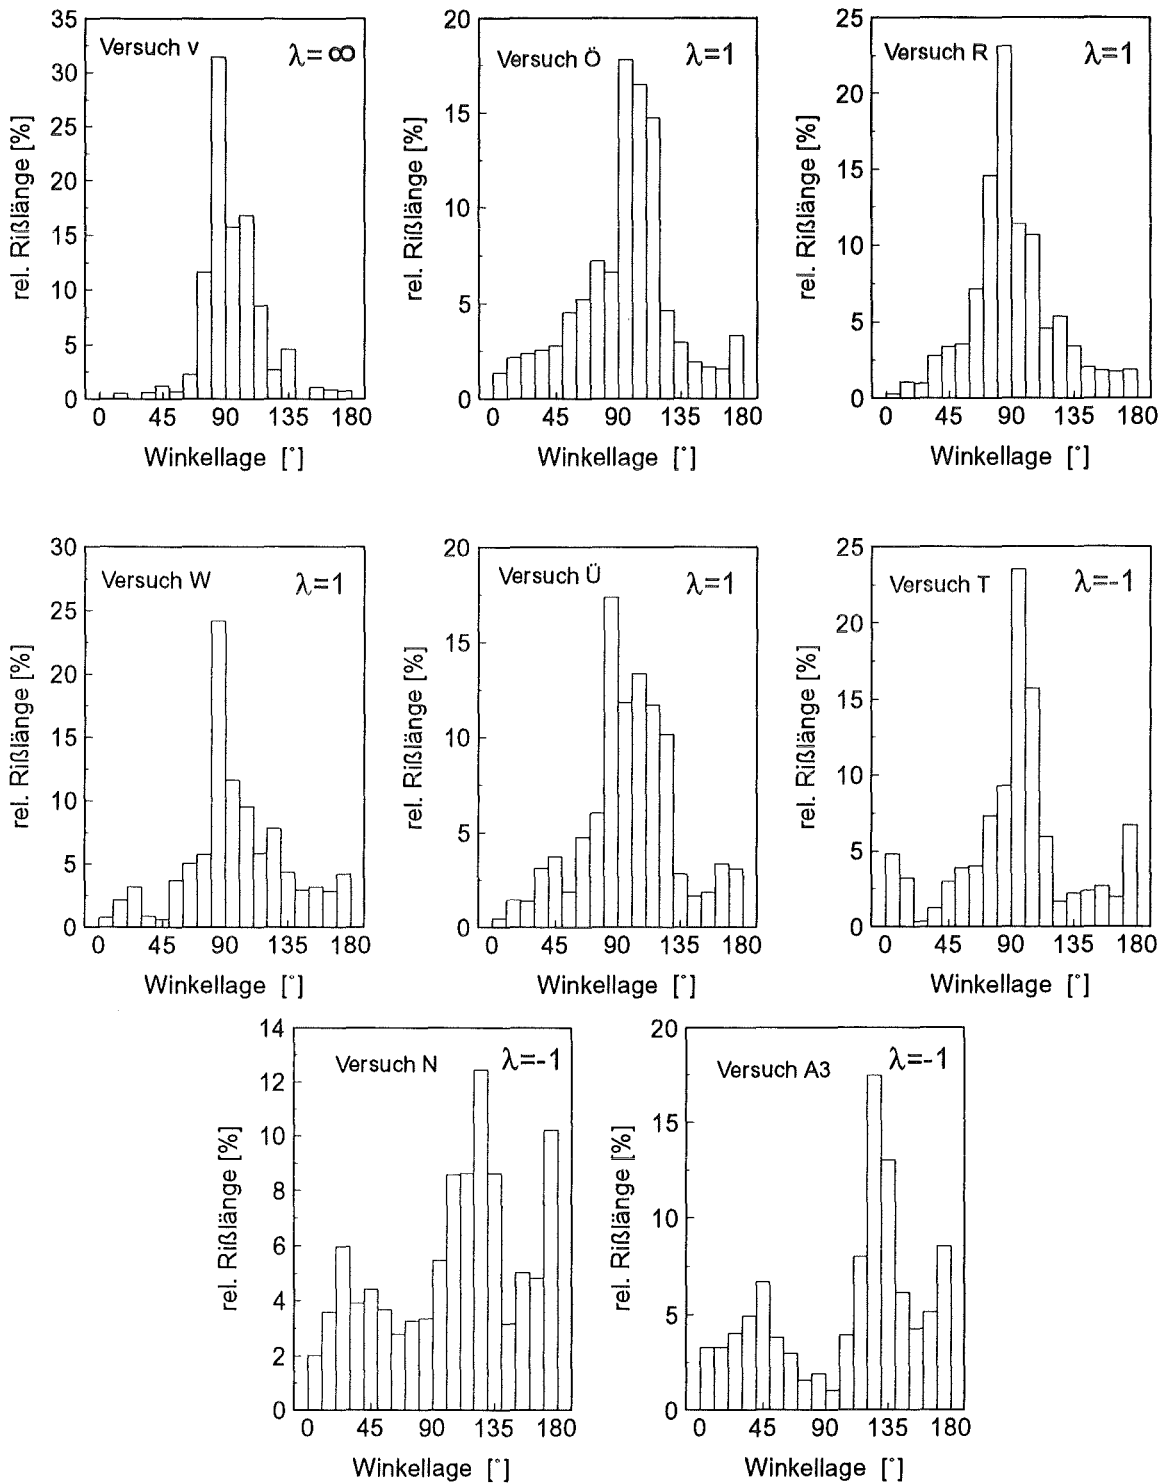 Versuch v
λ=∞
rel. Rißlänge [%]
35
30
25
20
15
10
5
0
0 45 90 135 180
Winkellage [°]
Versuch Ö
λ=1
rel. Rißlänge [%]
20
15
10
5
0
0 45 90 135 180
Winkellage [°]
Versuch R
λ=1
rel. Rißlänge [%]
25
20
15
10
5
0
0 45 90 135 180
Winkellage [°]
Versuch W
λ=1
rel. Rißlänge [%]
30
25
20
15
10
5
0
0 45 90 135 180
Winkellage [°]
Versuch Ü
λ=1
rel. Rißlänge [%]
20
15
10
5
0
0 45 90 135 180
Winkellage [°]
Versuch T
λ=-1
rel. Rißlänge [%]
25
20
15
10
5
0
0 45 90 135 180
Winkellage [°]
Versuch N
λ=-1
rel. Rißlänge [%]
14
12
10
8
6
4
2
0
0 45 90 135 180
Winkellage [°]
Versuch A3
λ=-1
rel. Rißlänge [%]
20
15
10
5
0
0 45 90 135 180
Winkellage [°]